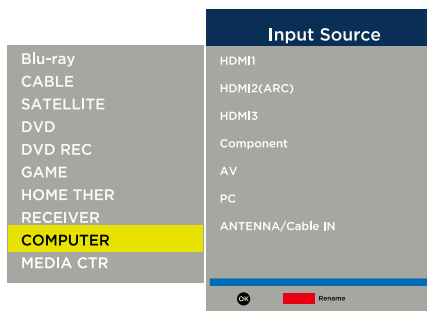 Input Source
Blu-ray
CABLE
SATELLITE
DVD
DVD REC
GAME
HOME THER
RECEIVER
COMPUTER
MEDIA CTR
HDMI1
HDMI2(ARC)
HDMI3
Component
AV
PC
ANTENNA/Cable IN
OK
Rename